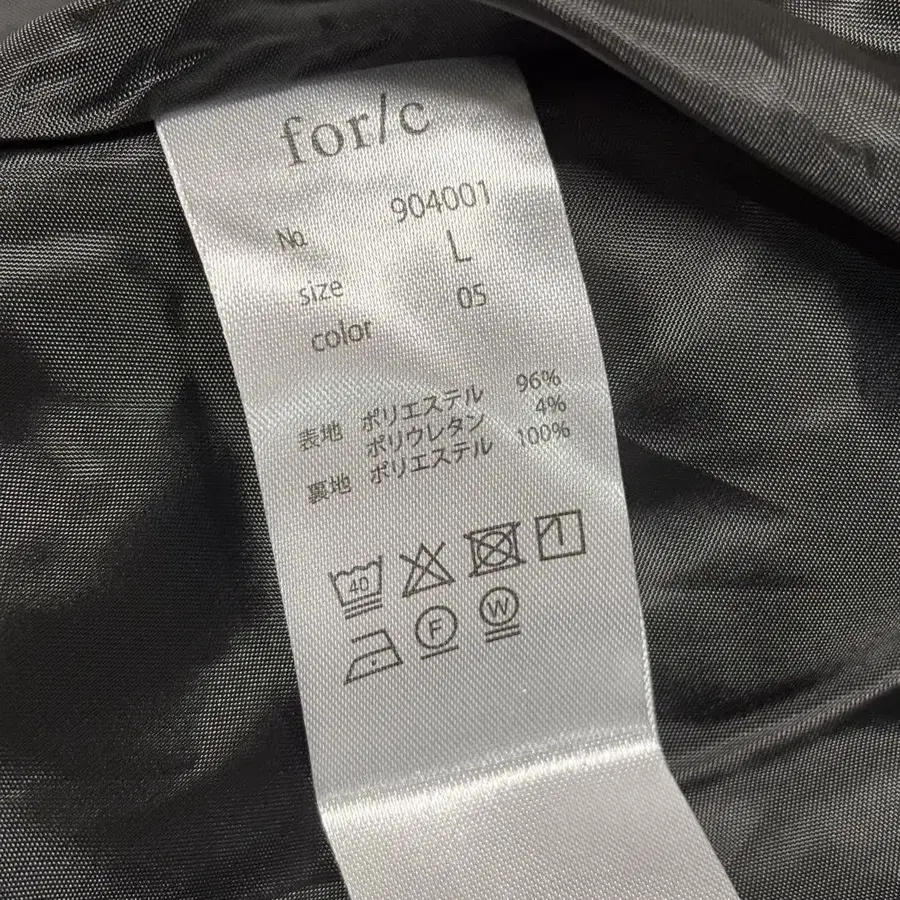 for/c
No. 904001
size L
color 05
表地 ポリエステル 96%
ポリウレタン 4%
裏地 ポリエステル 100%
40
F W